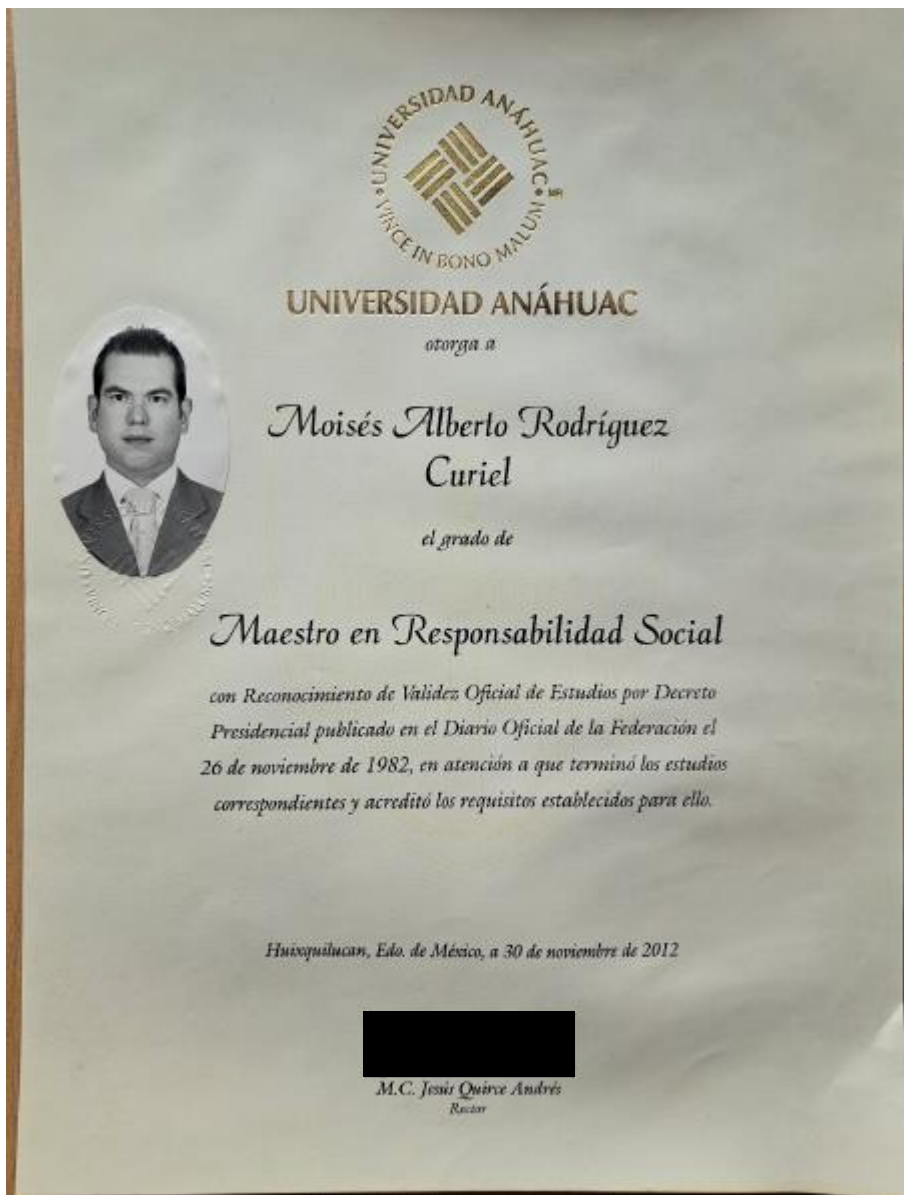 UNIVERSIDAD ANÁHUAC
VINCE IN BONO MALUM
MR
UNIVERSIDAD ANÁHUAC
otorga a
Moisés Alberto Rodríguez
Curiel
el grado de
Maestro en Responsabilidad Social
con Reconocimiento de Validez Oficial de Estudios por Decreto
Presidencial publicado en el Diario Oficial de la Federación el
26 de noviembre de 1982, en atención a que terminó los estudios
correspondientes y acreditó los requisitos establecidos para ello.
Huixquilucan, Edo. de México, a 30 de noviembre de 2012
M.C. Jesús Quirce Andrés
Rector